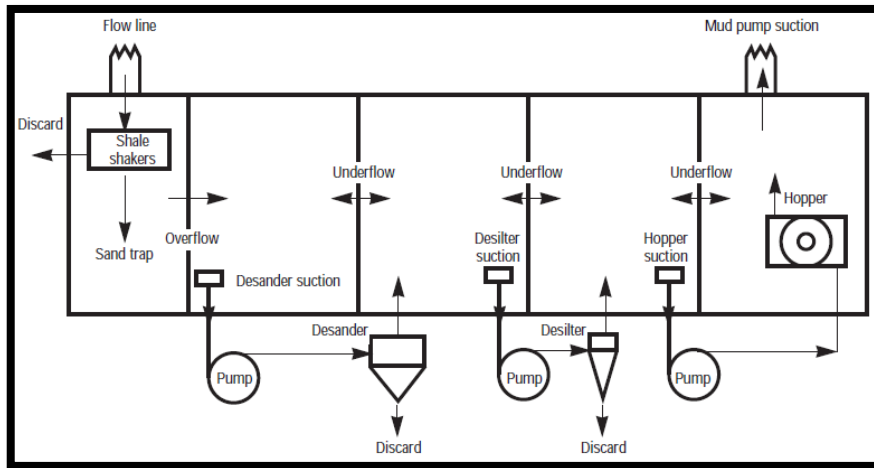 Flow line
Mud pump suction
Discard
Shale
shakers
Underflow
Underflow
Underflow
Hopper
Overflow
Sand trap
Desilter
suction
Hopper
suction
Desander suction
Desander
Desilter
Pump
Pump
Pump
Discard
Discard